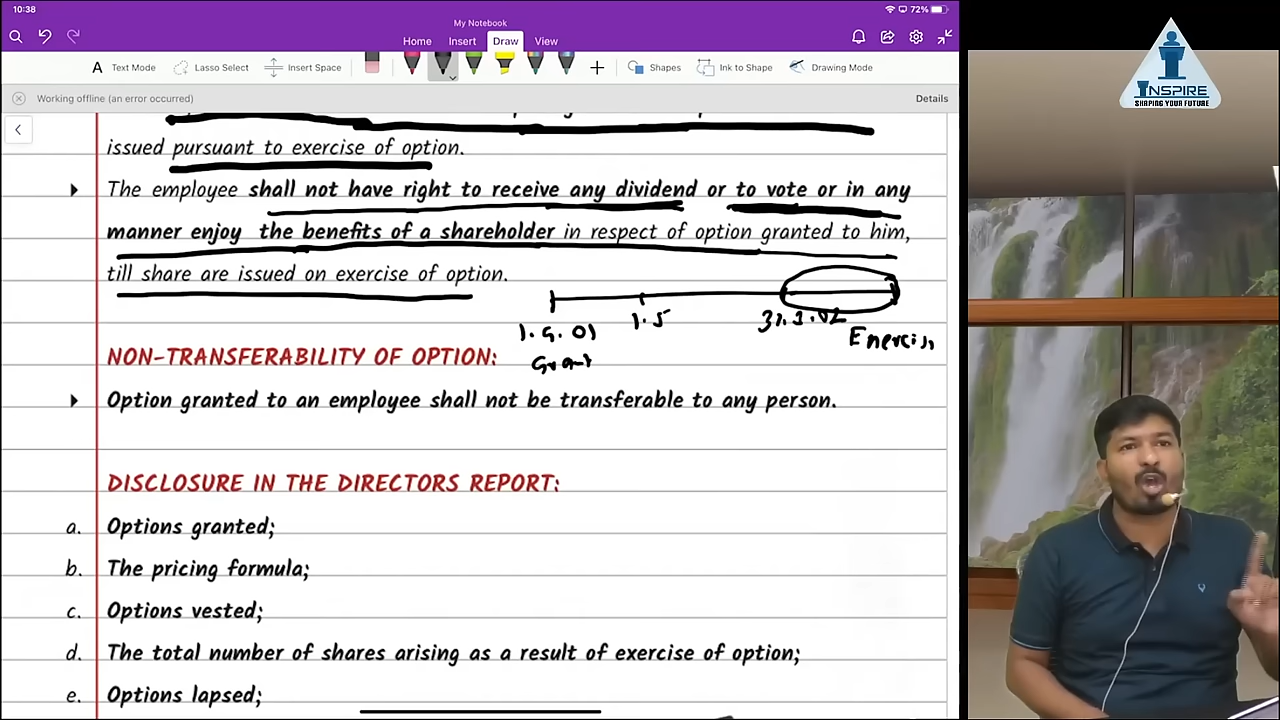 10:38
72%
My Notebook
Home Insert Draw View
A Text Mode Lasso Select Insert Space Shapes Ink to Shape Drawing Mode
Working offline (an error occurred) Details
issued pursuant to exercise of option.
The employee shall not have right to receive any dividend or to vote or in any
manner enjoy the benefits of a shareholder in respect of option granted to him,
till share are issued on exercise of option.
1.5
Grant
NON-TRANSFERABILITY OF OPTION:
Option granted to an employee shall not be transferable to any person.
DISCLOSURE IN THE DIRECTORS REPORT:
a. Options granted;
b. The pricing formula;
c. Options vested;
d. The total number of shares arising as a result of exercise of option;
e. Options lapsed;
INSPIRE
SHAPING YOUR FUTURE